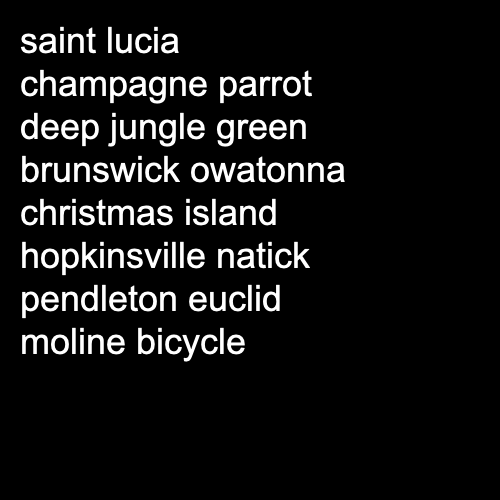 saint lucia
champagne parrot
deep jungle green
brunswick owatonna
christmas island
hopkinsville natick
pendleton euclid
moline bicycle